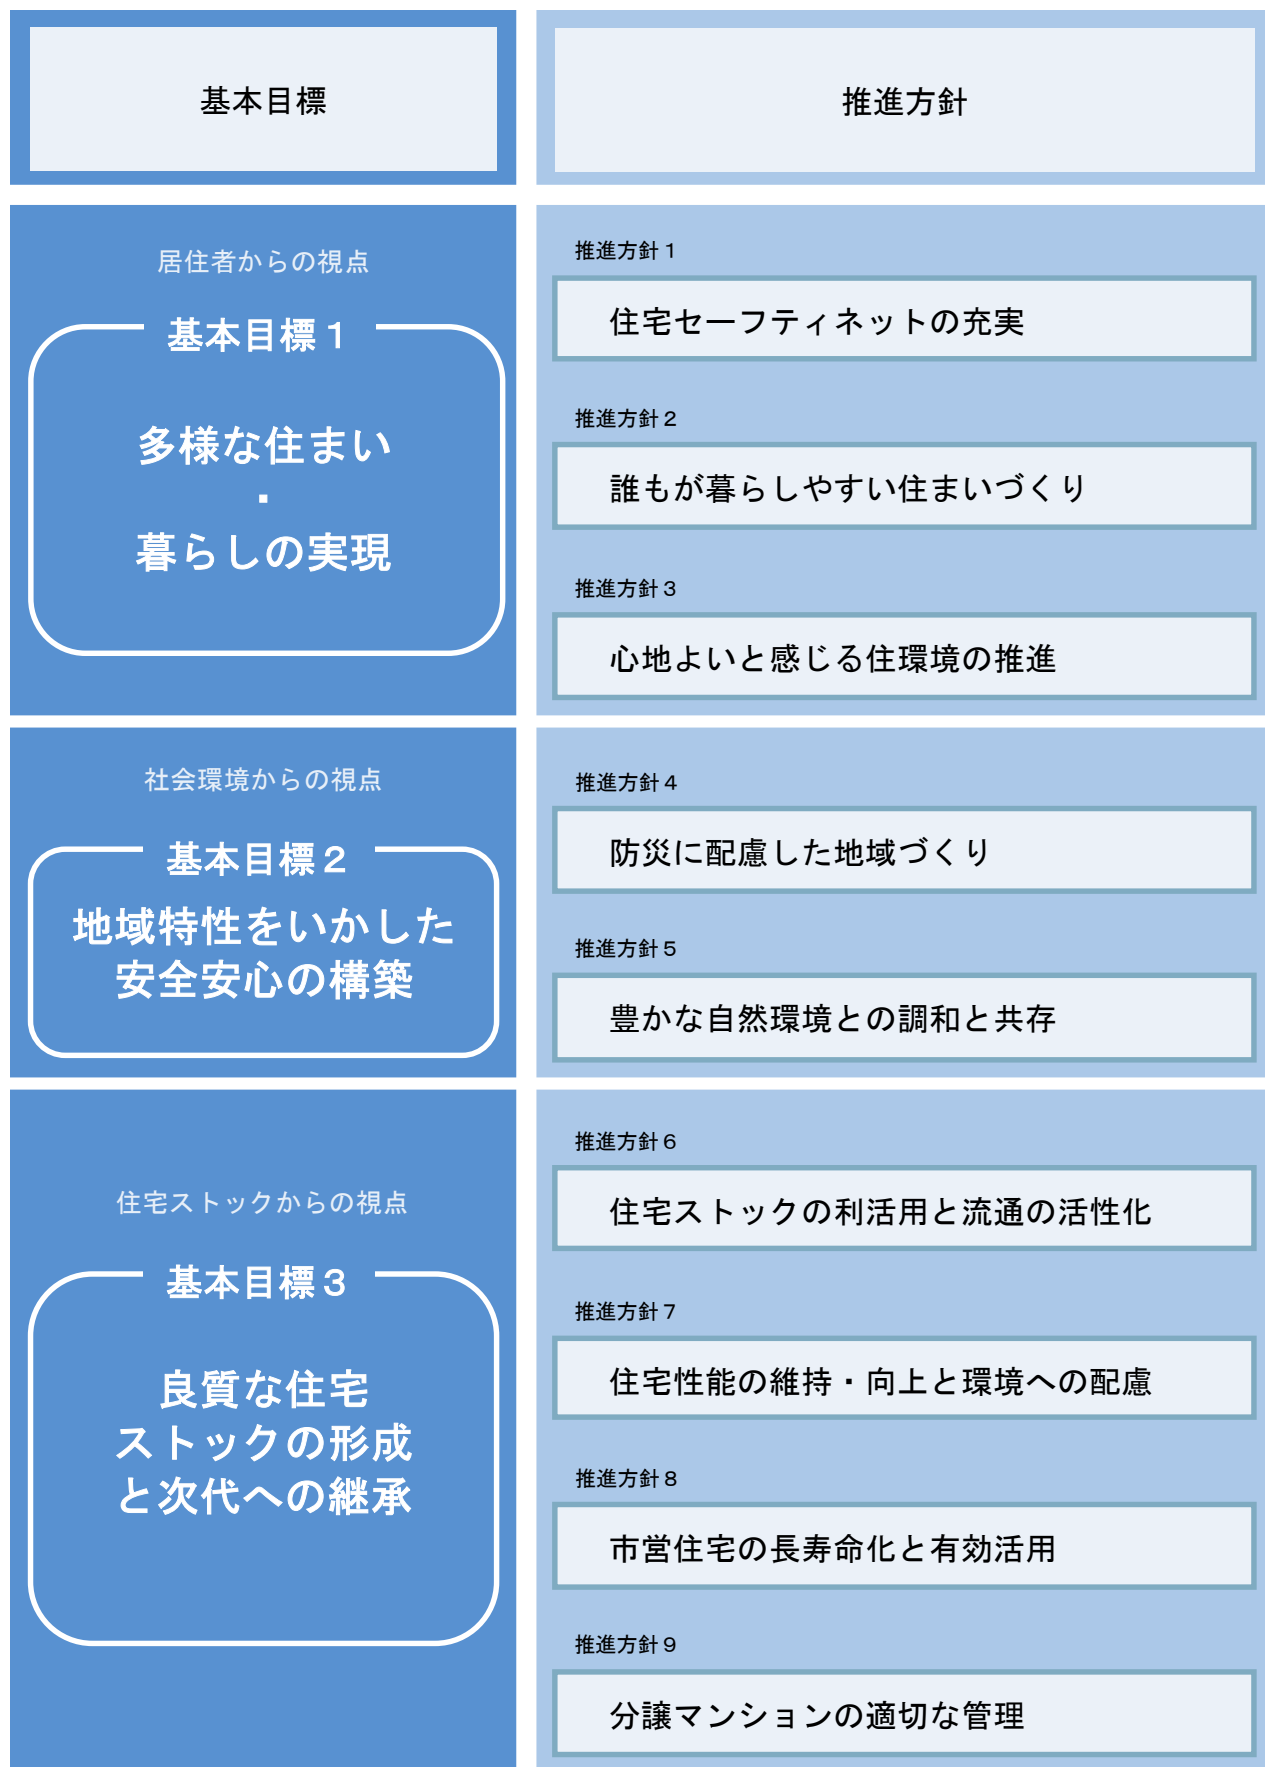 基本目標
推進方針
居住者からの視点
基本目標１
多様な住まい
・
暮らしの実現
推進方針１
住宅セーフティネットの充実
推進方針２
誰もが暮らしやすい住まいづくり
推進方針３
心地よいと感じる住環境の推進
社会環境からの視点
基本目標２
地域特性をいかした
安全安心の構築
推進方針４
防災に配慮した地域づくり
推進方針５
豊かな自然環境との調和と共存
住宅ストックからの視点
基本目標３
良質な住宅
ストックの形成
と次代への継承
推進方針６
住宅ストックの利活用と流通の活性化
推進方針７
住宅性能の維持・向上と環境への配慮
推進方針８
市営住宅の長寿命化と有効活用
推進方針９
分譲マンションの適切な管理